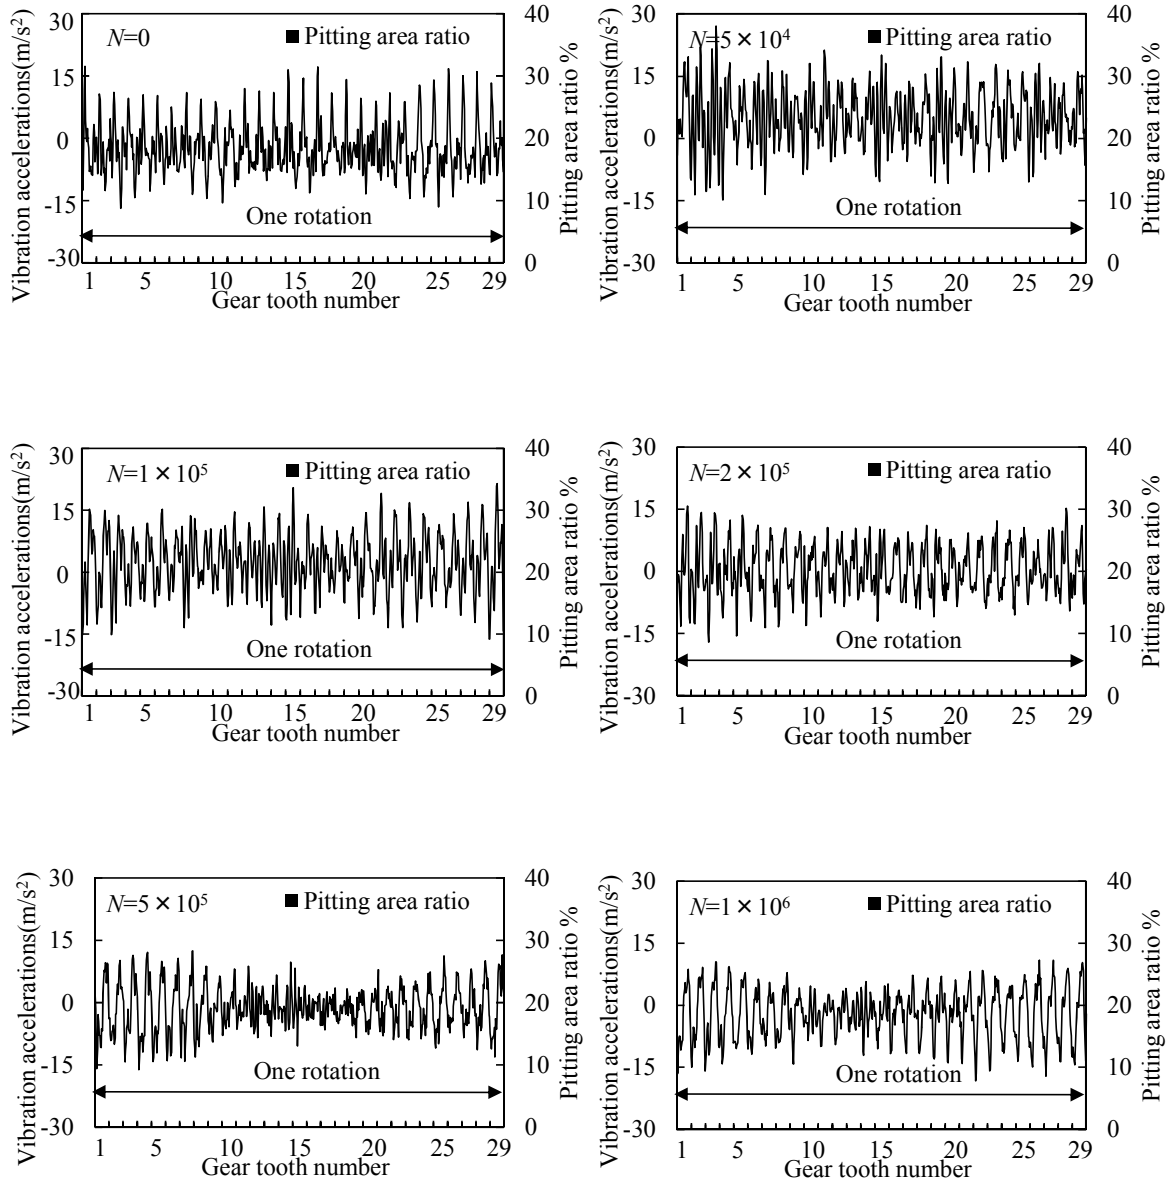 Vibration accelerations(m/s²)
30
15
0
-15
-30
N=0
■ Pitting area ratio
One rotation
40
30
20
10
0
Pitting area ratio %
1 5 10 15 20 25 29
Gear tooth number
Vibration accelerations(m/s²)
30
15
0
-15
-30
N=5×10⁴
■ Pitting area ratio
One rotation
40
30
20
10
0
Pitting area ratio %
1 5 10 15 20 25 29
Gear tooth number
Vibration accelerations(m/s²)
30
15
0
-15
-30
N=1×10⁵
■ Pitting area ratio
One rotation
40
30
20
10
0
Pitting area ratio %
1 5 10 15 20 25 29
Gear tooth number
Vibration accelerations(m/s²)
30
15
0
-15
-30
N=2×10⁵
■ Pitting area ratio
One rotation
40
30
20
10
0
Pitting area ratio %
1 5 10 15 20 25 29
Gear tooth number
Vibration accelerations(m/s²)
30
15
0
-15
-30
N=5×10⁵
■ Pitting area ratio
One rotation
40
30
20
10
0
Pitting area ratio %
1 5 10 15 20 25 29
Gear tooth number
Vibration accelerations(m/s²)
30
15
0
-15
-30
N=1×10⁶
■ Pitting area ratio
One rotation
40
30
20
10
0
Pitting area ratio %
1 5 10 15 20 25 29
Gear tooth number